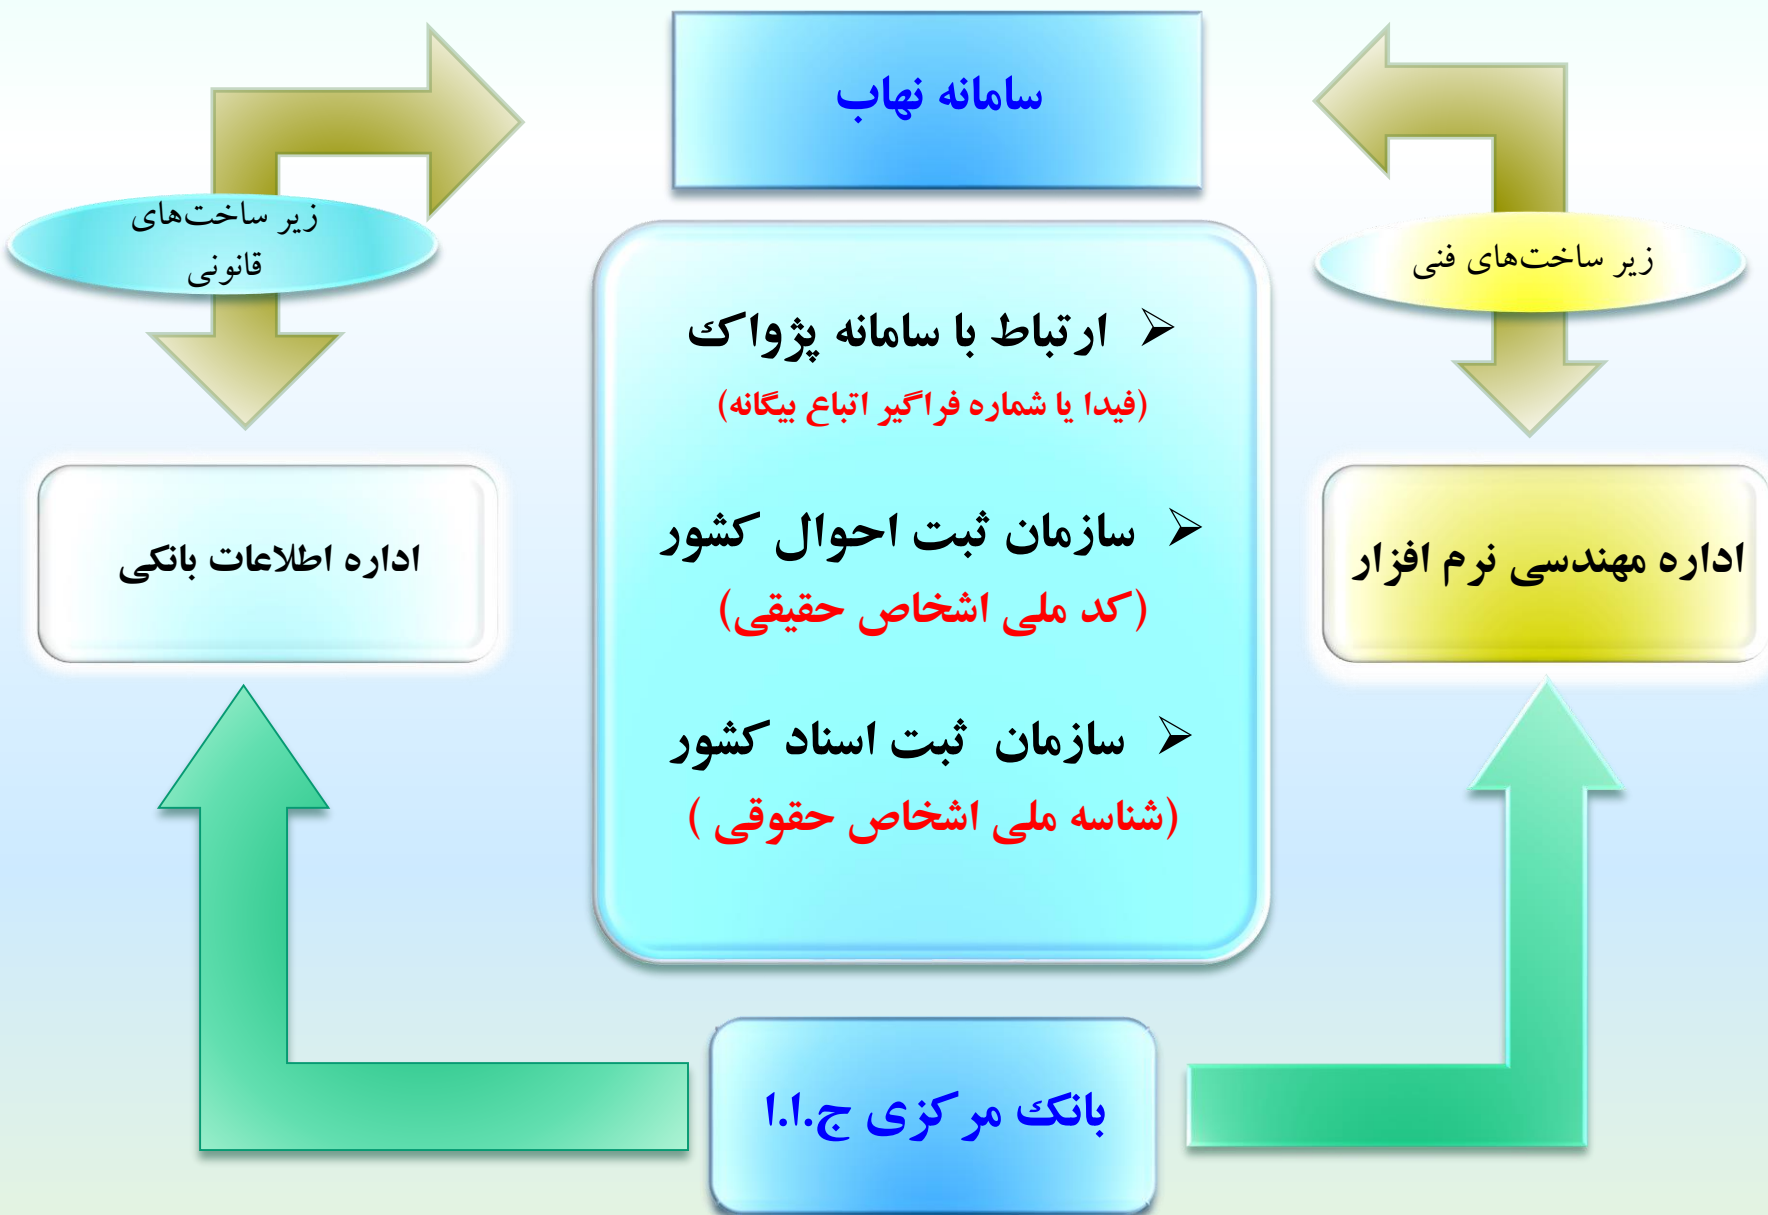 سامانه نهاب
زیر ساخت‌های فنی
زیر ساخت‌های
قانونی
➢ ارتباط با سامانه پژواک
(فیدا یا شماره فراگیر اتباع بیگانه)
➢ سازمان ثبت احوال کشور
(کد ملی اشخاص حقیقی)
➢ سازمان ثبت اسناد کشور
(شناسه ملی اشخاص حقوقی )
اداره مهندسی نرم افزار
اداره اطلاعات بانکی
بانک مرکزی ج.ا.ا